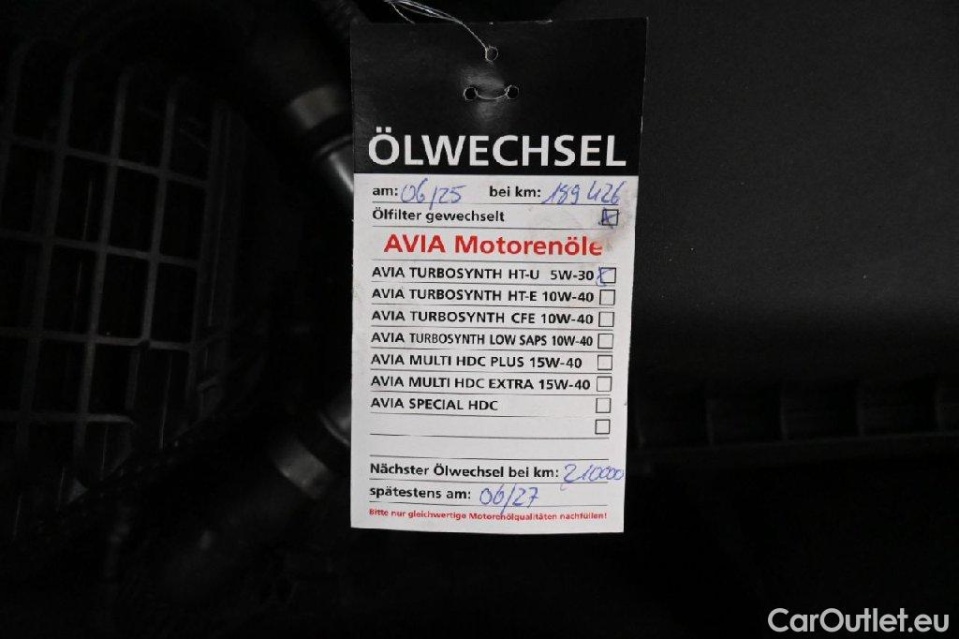 ÖLWECHSEL
am: 06/25 bei km: 189 426
Ölfilter gewechselt
AVIA Motorenöle
AVIA TURBOSYNTH HT-U 5W-30
AVIA TURBOSYNTH HT-E 10W-40
AVIA TURBOSYNTH CFE 10W-40
AVIA TURBOSYNTH LOW SAPS 10W-40
AVIA MULTI HDC PLUS 15W-40
AVIA MULTI HDC EXTRA 15W-40
AVIA SPECIAL HDC
Nächster Ölwechsel bei km: 210000
spätestens am: 06/27
Bitte nur gleichwertige Motorenölqualitäten nachfüllen!
CarOutlet.eu